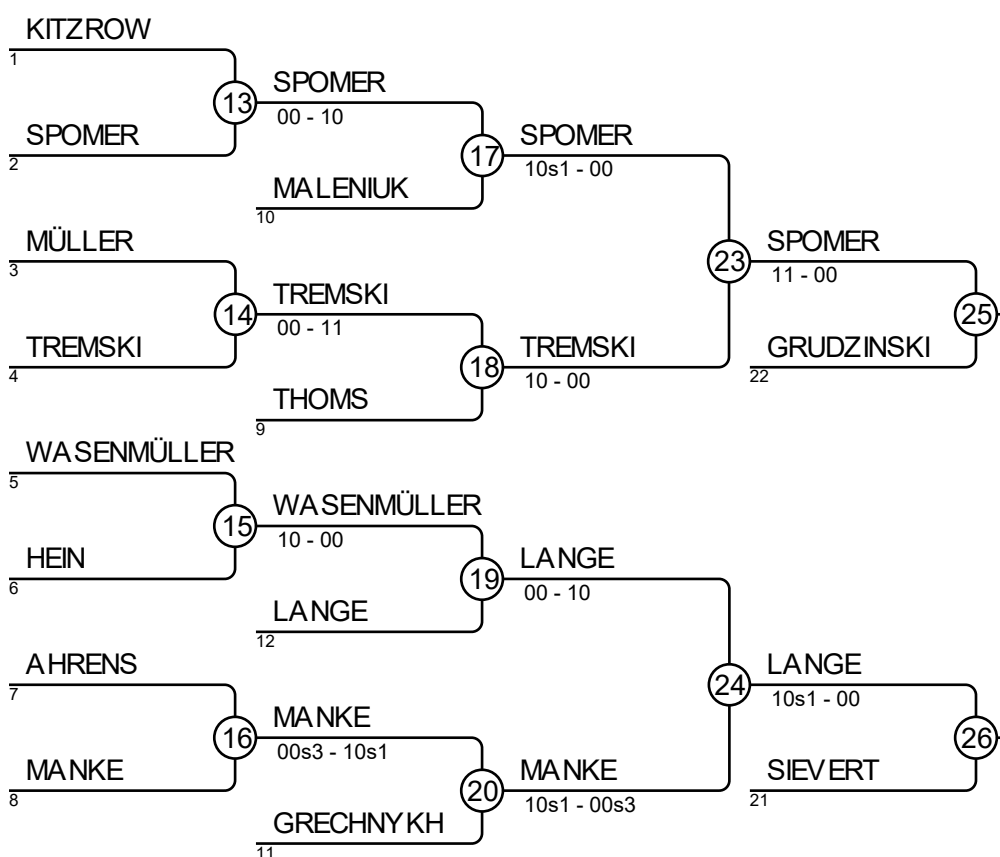 KITZROW
1
13
SPOMER
00 - 10
SPOMER
2
17
SPOMER
10s1 - 00
MALENIUK
10
MÜLLER
3
23
SPOMER
11 - 00
14
TREMSKI
00 - 11
25
TREMSKI
4
18
TREMSKI
10 - 00
GRUDZINSKI
22
THOMS
9
WASENMÜLLER
5
15
WASENMÜLLER
10 - 00
HEIN
6
19
LANGE
00 - 10
LANGE
12
AHRENS
7
24
LANGE
10s1 - 00
16
MANKE
00s3 - 10s1
26
MANKE
8
20
MANKE
10s1 - 00s3
SIEVERT
21
GRECHNYKH
11